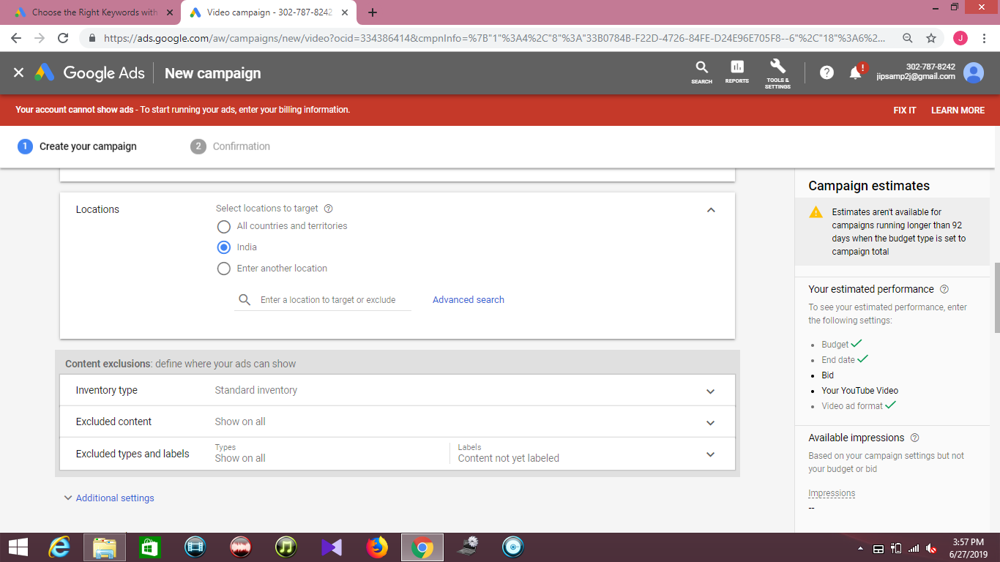 Choose the Right Keywords with
Video campaign - 302-787-8242
https://ads.google.com/aw/campaigns/new/video?ocid=334386414&cmpnInfo=%7B"1"%3A4%2C"8"%3A"33B0784B-F22D-4726-84FE-D24E96E705F8--6"%2C"18"%3A6%2...
J
Google Ads
New campaign
SEARCH
REPORTS
TOOLS & SETTINGS
?
!
302-787-8242
jipsamp2j@gmail.com
Your account cannot show ads - To start running your ads, enter your billing information.
FIX IT
LEARN MORE
1 Create your campaign
2 Confirmation
Locations
Select locations to target
All countries and territories
India
Enter another location
Enter a location to target or exclude
Advanced search
Content exclusions: define where your ads can show
Inventory type
Standard inventory
Excluded content
Show on all
Excluded types and labels
Types
Show on all
Labels
Content not yet labeled
Additional settings
Campaign estimates
Estimates aren't available for
campaigns running longer than 92
days when the budget type is set to
campaign total
Your estimated performance
To see your estimated performance, enter
the following settings:
Budget
End date
Bid
Your YouTube Video
Video ad format
Available impressions
Based on your campaign settings but not
your budget or bid
Impressions
--
3:57 PM
6/27/2019